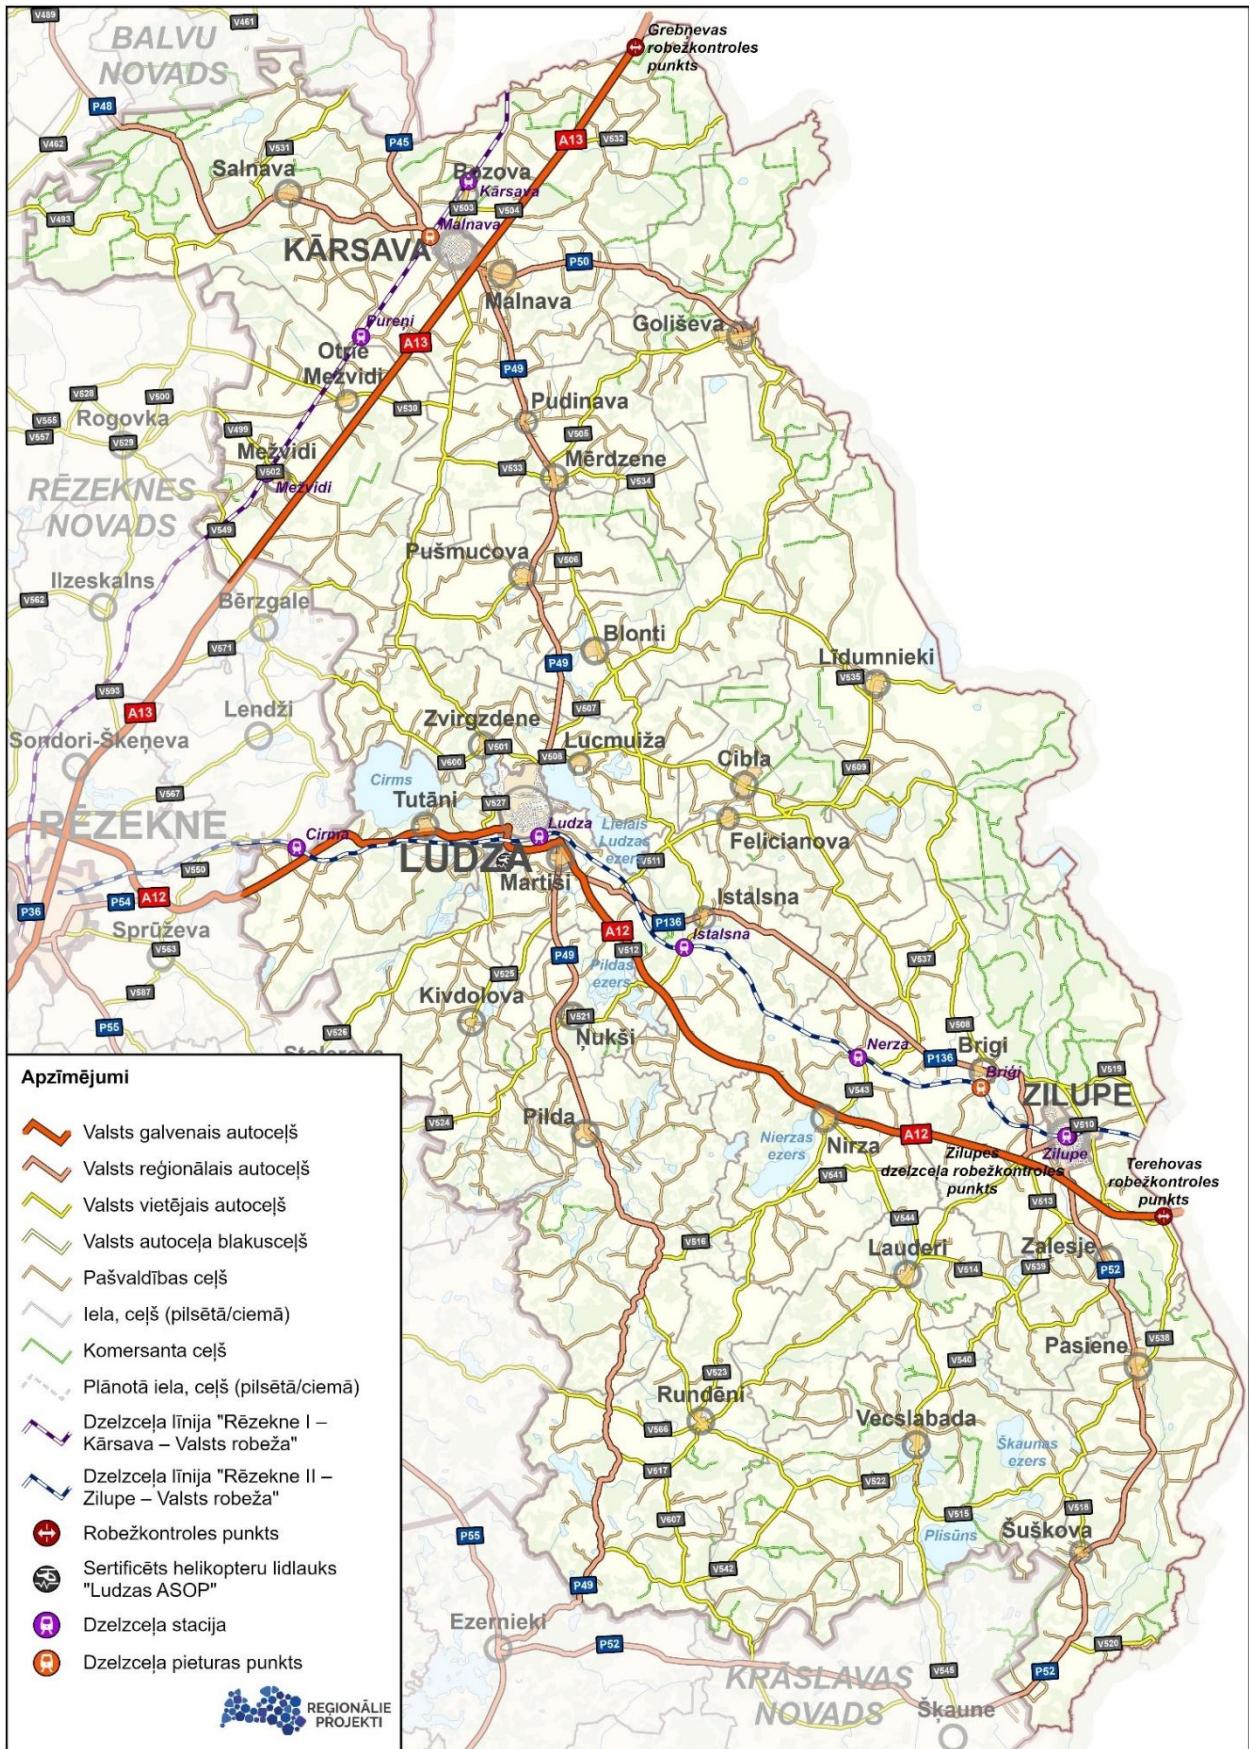 V489
V461
Grebņevas
robežkontroles
punkts
BALVU
NOVADS
P48
P45
A13
V532
V462
V531
Salnava
Bozova
Kārsava
V493
V503
V504
Malnava
KĀRSAVA
P50
Malnava
Goliševa
Pureņi
A13
Otrie
Mežvidi
P49
V528
V500
V530
Pudinava
V555
Rogovka
V557
V529
V499
V505
Mežvidi
V502
Mežvidi
V533
Mērdzene
V534
RĒZEKNES
NOVADS
V549
Pušmucova
V506
Ilzeskalns
V562
Bērzgale
Blonti
V571
P49
Līdumnieki
V535
V593
A13
Lendži
V507
Zvirgzdene
V501
Lucmuiža
Sondori-Škeņeva
V600
V508
Cibla
V509
Cirms
V567
Tutāni
V527
RĒZEKNE
Cirma
Ludza
Lielais
Ludzas
ezers
Felicianova
LUDZA
V511
V550
Martiši
P54
A12
Istalsna
P36
P136
Sprūževa
A12
Istalsna
V563
V512
P49
Pildas
ezers
V537
V525
V587
Kivdolova
V521
Ņukši
P55
V526
V508
Nerza
Brigi
P136
Briģi
V519
Apzīmējumi
ZILUPE
V543
V524
Pilda
V510
Nierzas
ezers
Nirza
A12
Zilupe
Zilupes
dzelzceļa robežkontroles
punkts
Terehovas
robežkontroles
punkts
V541
V513
V544
V516
Lauderi
Zaļesje
V514
V539
P52
Pasiene
V538
V523
V540
Rundēni
Vecslabada
V566
Škaunas
ezers
V517
V522
V607
V515
V518
Plisūns
Šuškova
P55
V542
P49
Ezernieki
P52
V520
V545
P52
KRĀSLAVAS
NOVADS
Šķaune
Valsts galvenais autoceļš
Valsts reģionālais autoceļš
Valsts vietējais autoceļš
Valsts autoceļa blakusceļš
Pašvaldības ceļš
Iela, ceļš (pilsētā/ciemā)
Komersanta ceļš
Plānotā iela, ceļš (pilsētā/ciemā)
Dzelzceļa līnija "Rēzekne I –
Kārsava – Valsts robeža"
Dzelzceļa līnija "Rēzekne II –
Zilupe – Valsts robeža"
Robežkontroles punkts
Sertificēts helikopteru lidlauks
"Ludzas ASOP"
Dzelzceļa stacija
Dzelzceļa pieturas punkts
REĢIONĀLIE
PROJEKTI